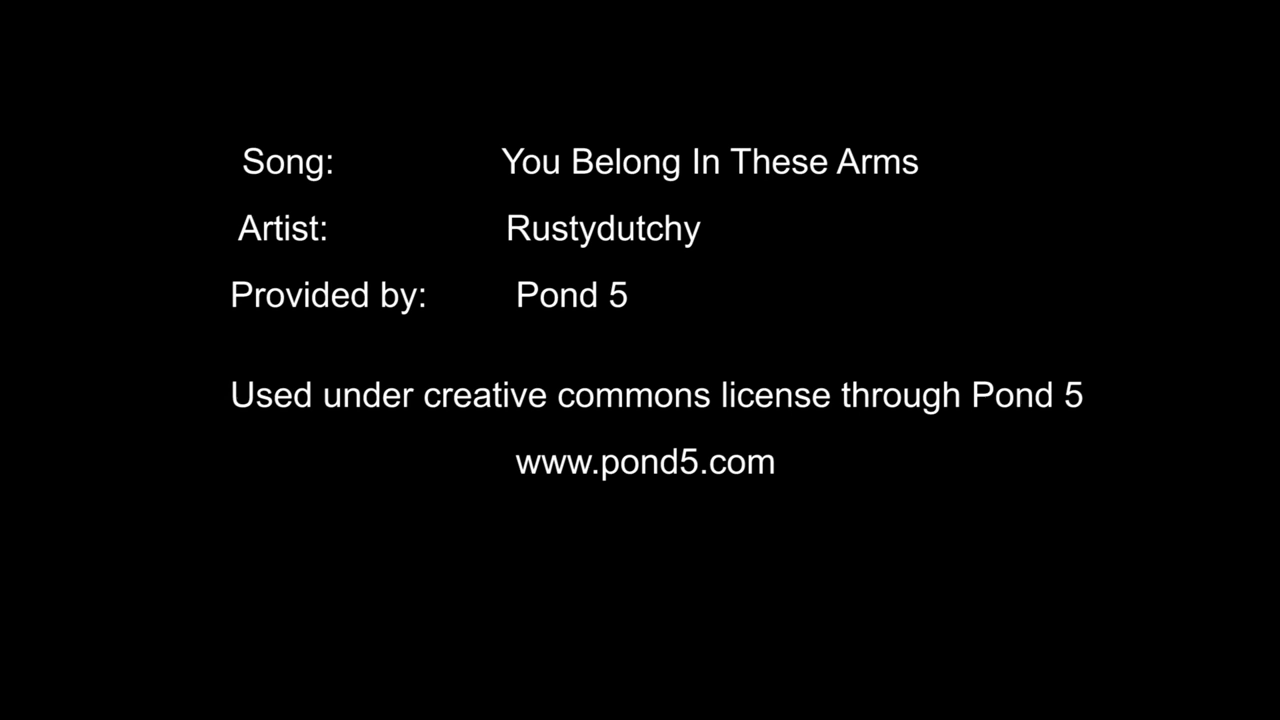 Song: You Belong In These Arms
Artist: Rustydutchy
Provided by: Pond 5
Used under creative commons license through Pond 5
www.pond5.com